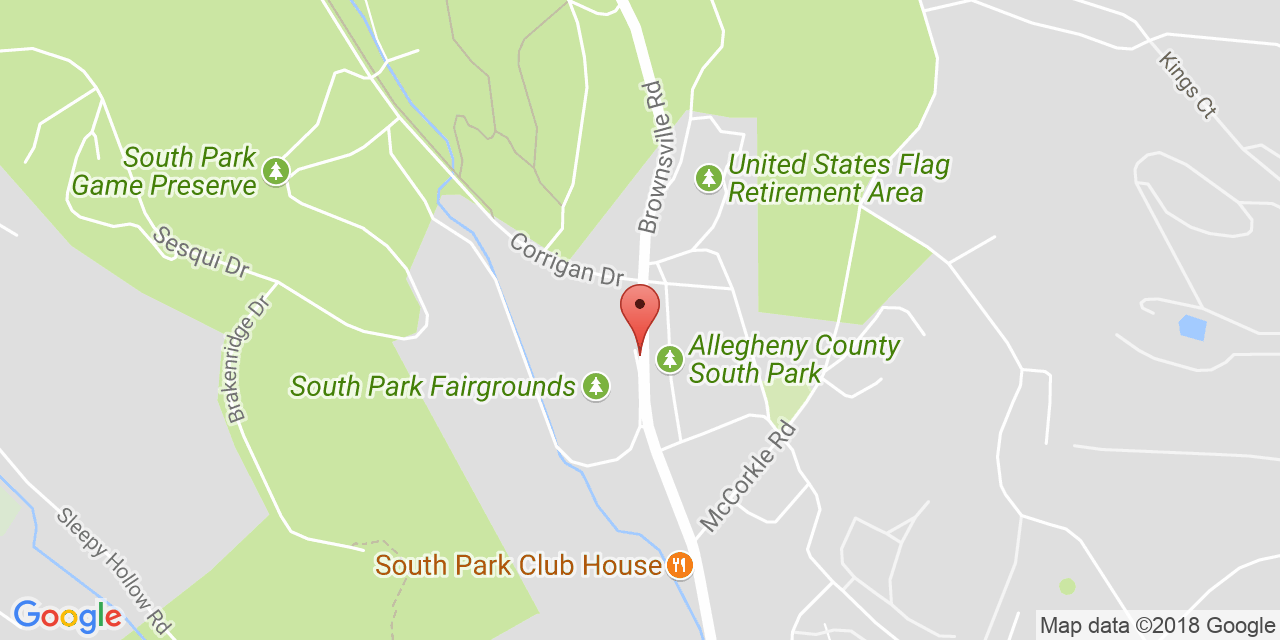 Kings Ct
Brownsville Rd
South Park
Game Preserve
United States Flag
Retirement Area
Sesqui Dr
Corrigan Dr
Brakenridge Dr
Allegheny County
South Park
South Park Fairgrounds
McCorkle Rd
Sleepy Hollow Rd
South Park Club House
Google
Map data ©2018 Google